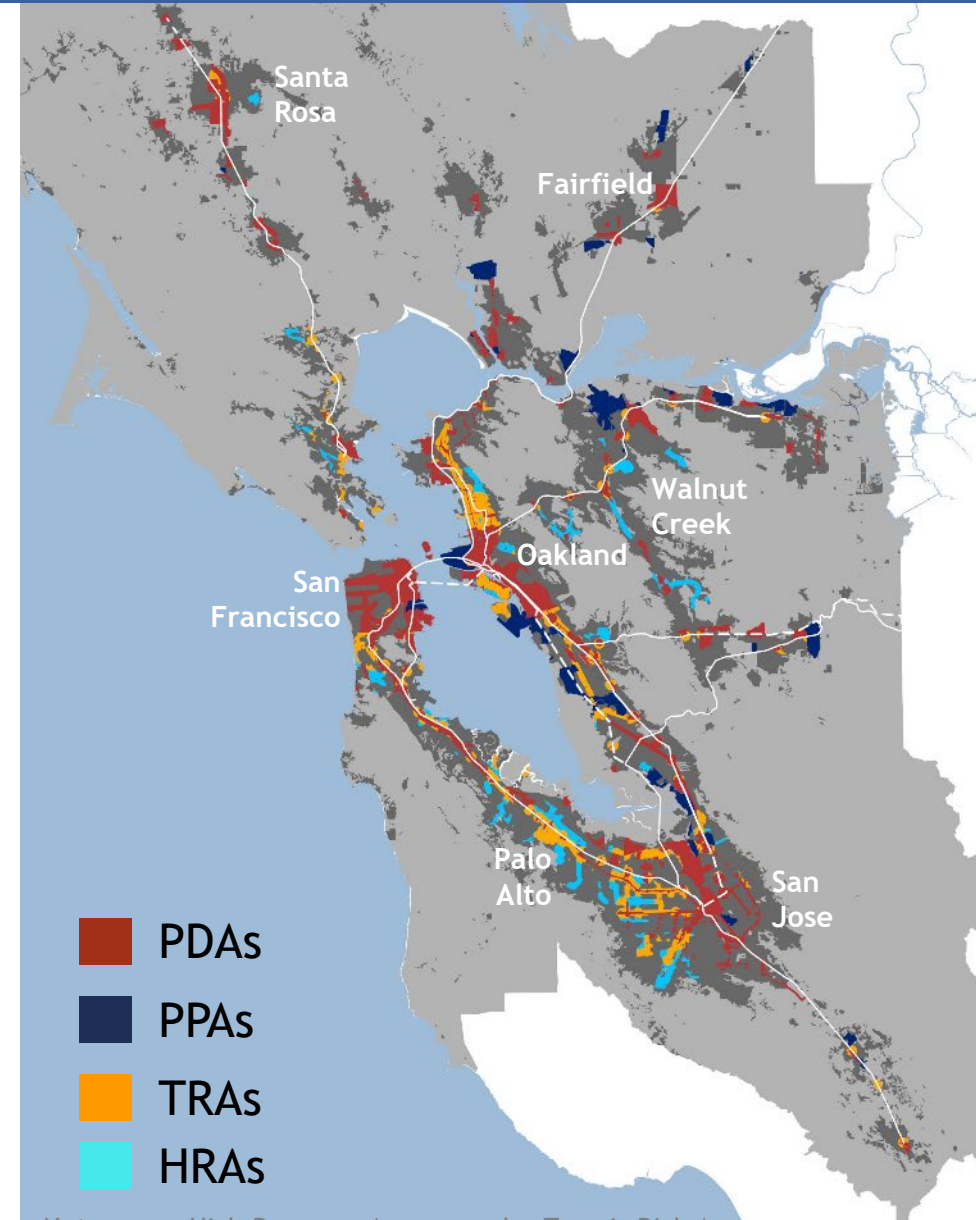 Santa
Rosa
Fairfield
Walnut
Creek
Oakland
San
Francisco
Palo
Alto
San
Jose
PDAs
PPAs
TRAs
HRAs